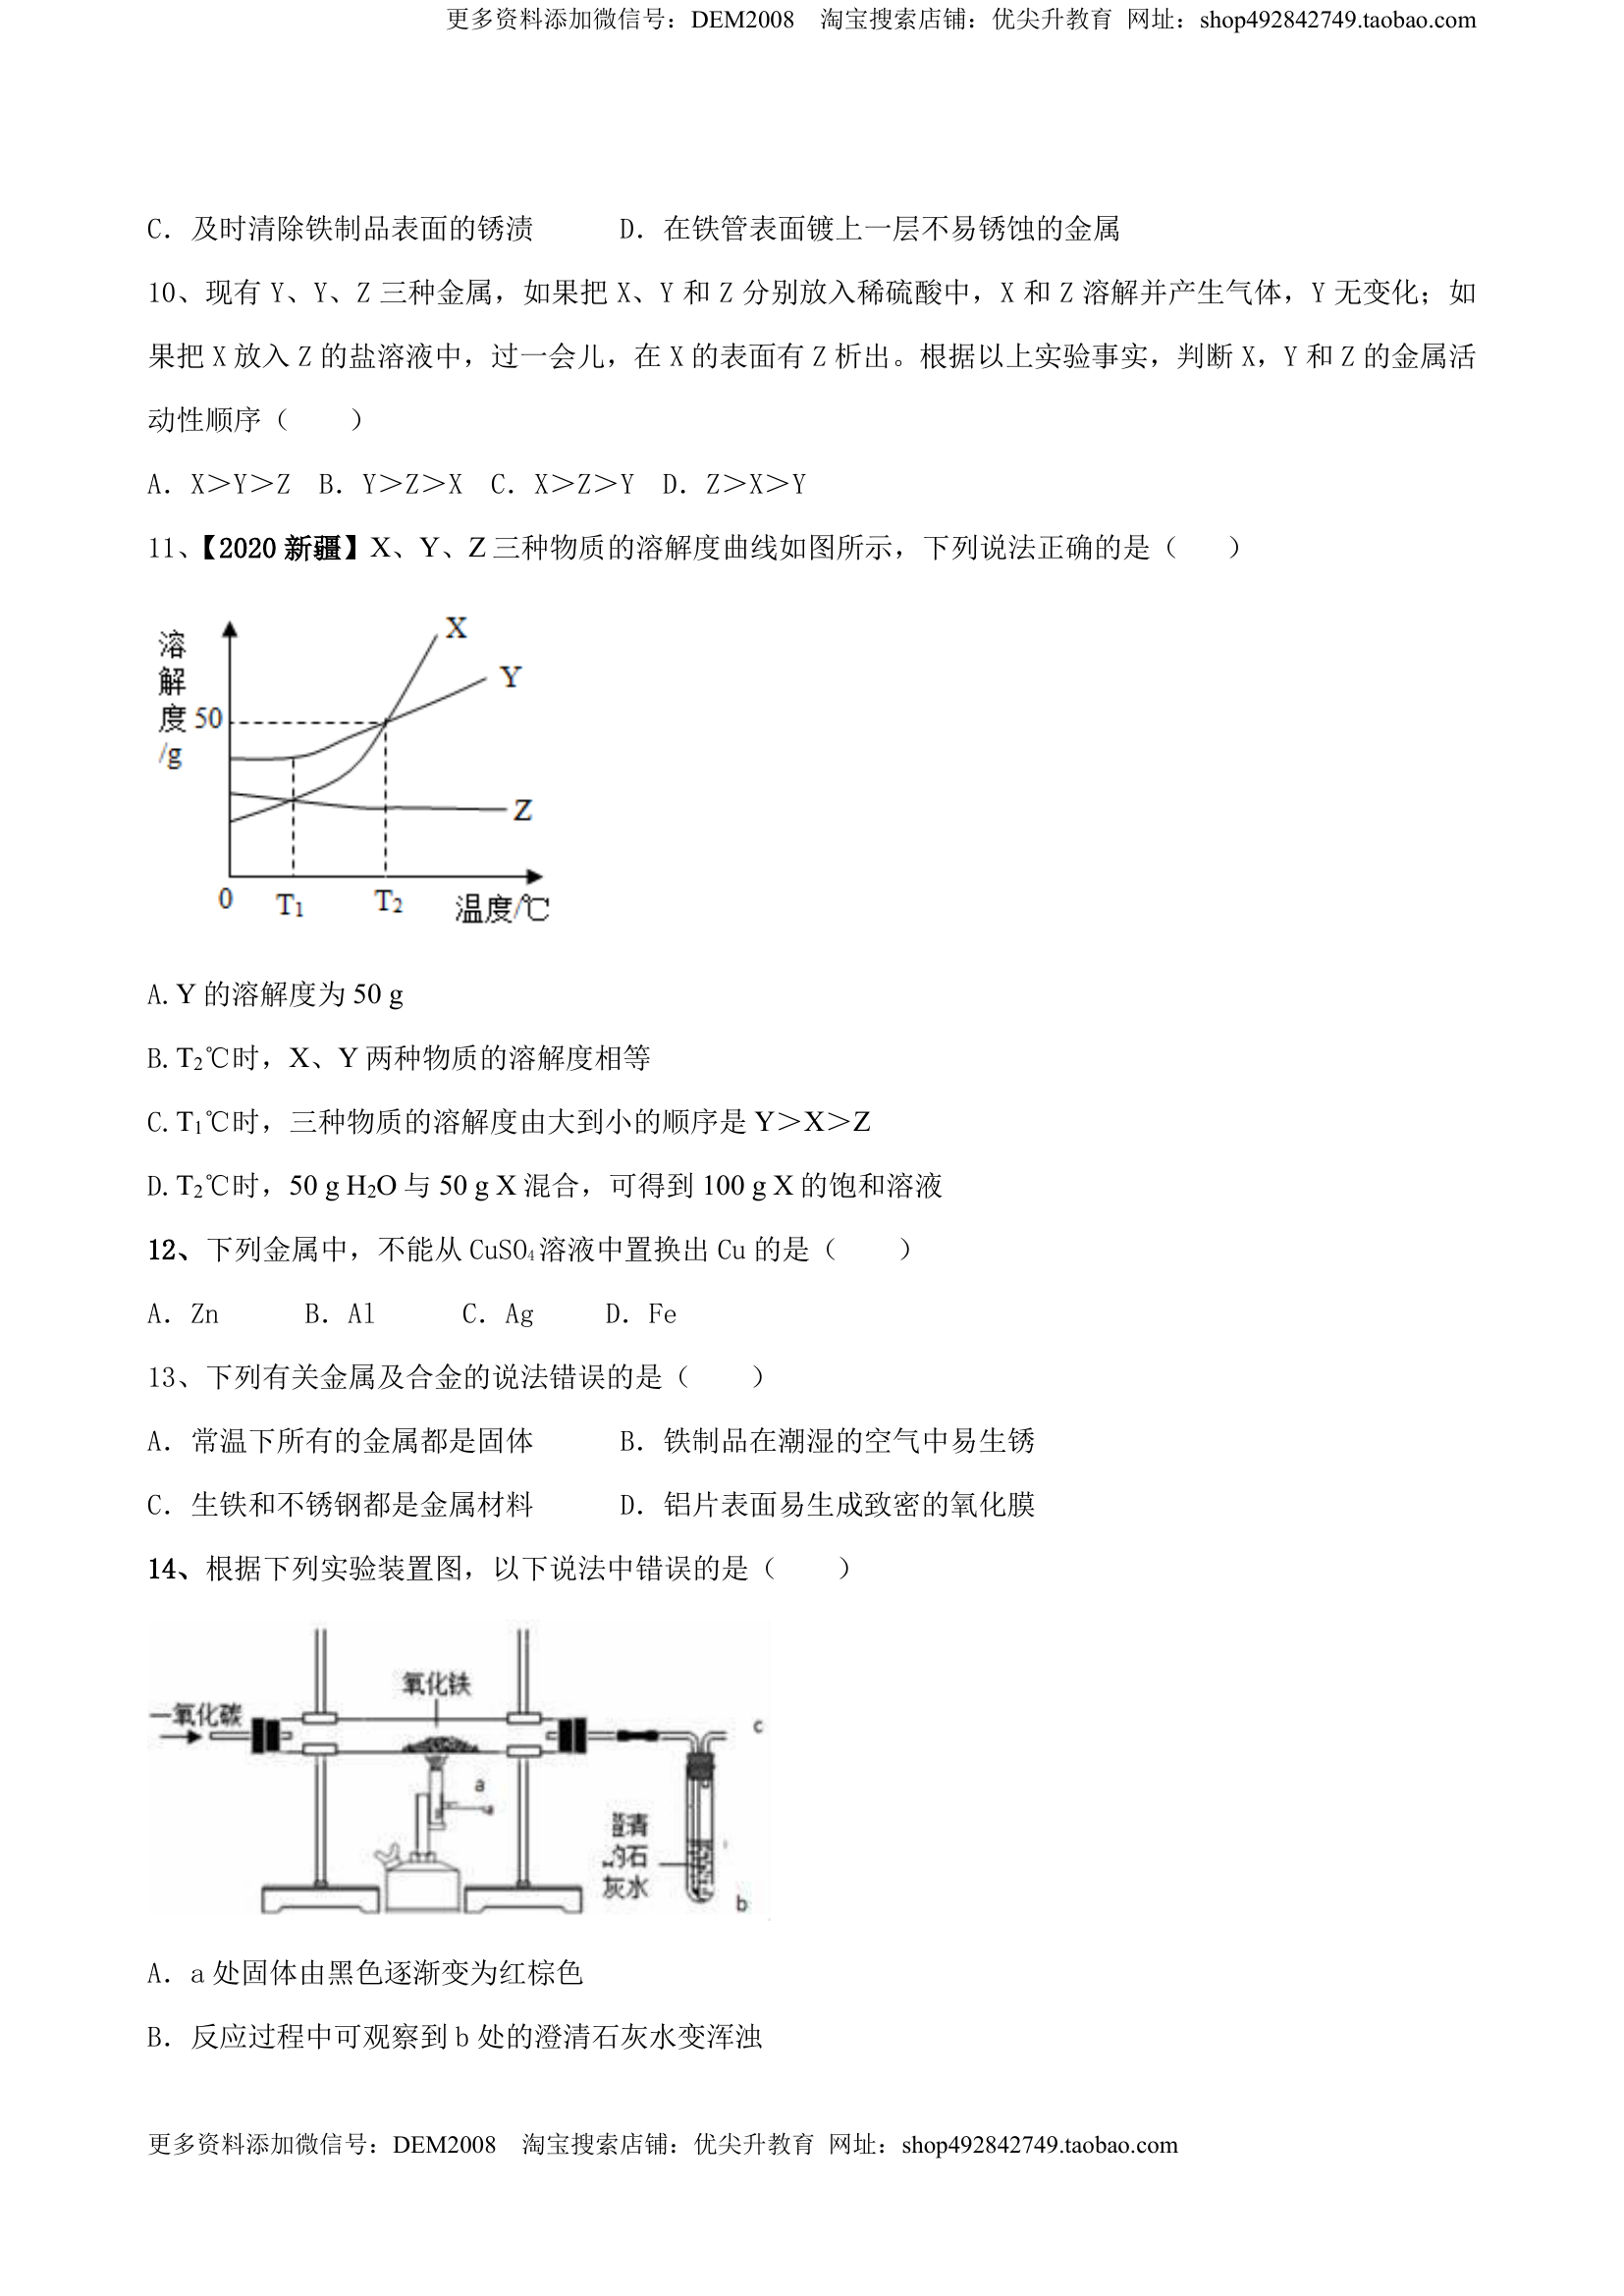 更多资料添加微信号：DEM2008 淘宝搜索店铺：优尖升教育 网址：shop492842749.taobao.com
C. 及时清除铁制品表面的锈渍 D. 在铁管表面镀上一层不易锈蚀的金属
10、现有 Y、Y、Z 三种金属，如果把 X、Y 和 Z 分别放入稀硫酸中，X 和 Z 溶解并产生气体，Y 无变化；如
果把 X 放入 Z 的盐溶液中，过一会儿，在 X 的表面有 Z 析出。根据以上实验事实，判断 X，Y 和 Z 的金属活
动性顺序（ ）
A. X＞Y＞Z B. Y＞Z＞X C. X＞Z＞Y D. Z＞X＞Y
11、【2020 新疆】X、Y、Z 三种物质的溶解度曲线如图所示，下列说法正确的是（ ）
溶解度/g
50
X
Y
Z
0 T₁ T₂ 温度/℃
A. Y 的溶解度为 50 g
B. T₂℃时，X、Y 两种物质的溶解度相等
C. T₁℃时，三种物质的溶解度由大到小的顺序是 Y＞X＞Z
D. T₂℃时，50 g H₂O 与 50 g X 混合，可得到 100 g X 的饱和溶液
12、下列金属中，不能从 CuSO₄ 溶液中置换出 Cu 的是（ ）
A. Zn B. Al C. Ag D. Fe
13、下列有关金属及合金的说法错误的是（ ）
A. 常温下所有的金属都是固体 B. 铁制品在潮湿的空气中易生锈
C. 生铁和不锈钢都是金属材料 D. 铝片表面易生成致密的氧化膜
14、根据下列实验装置图，以下说法中错误的是（ ）
氧化铁
一氧化碳
c
a
澄清
的石
灰水
b
A. a 处固体由黑色逐渐变为红棕色
B. 反应过程中可观察到 b 处的澄清石灰水变浑浊
更多资料添加微信号：DEM2008 淘宝搜索店铺：优尖升教育 网址：shop492842749.taobao.com